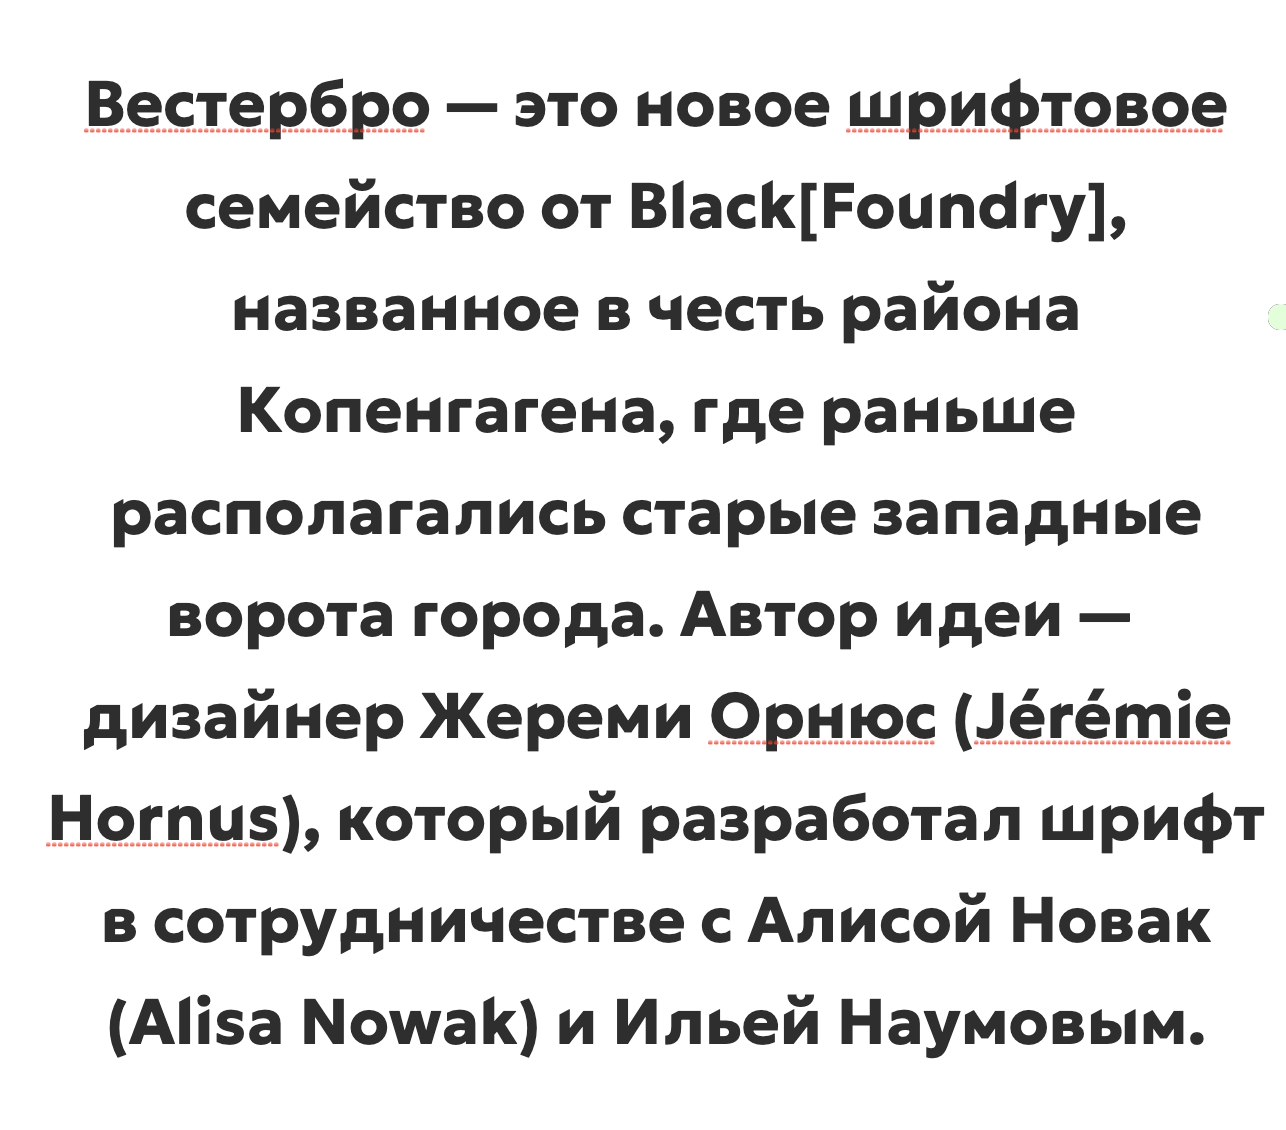 Вестербро — это новое шрифтовое
семейство от Black[Foundry],
названное в честь района
Копенгагена, где раньше
располагались старые западные
ворота города. Автор идеи —
дизайнер Жереми Орнюс (Jérémie
Hornus), который разработал шрифт
в сотрудничестве с Алисой Новак
(Alisa Nowak) и Ильей Наумовым.